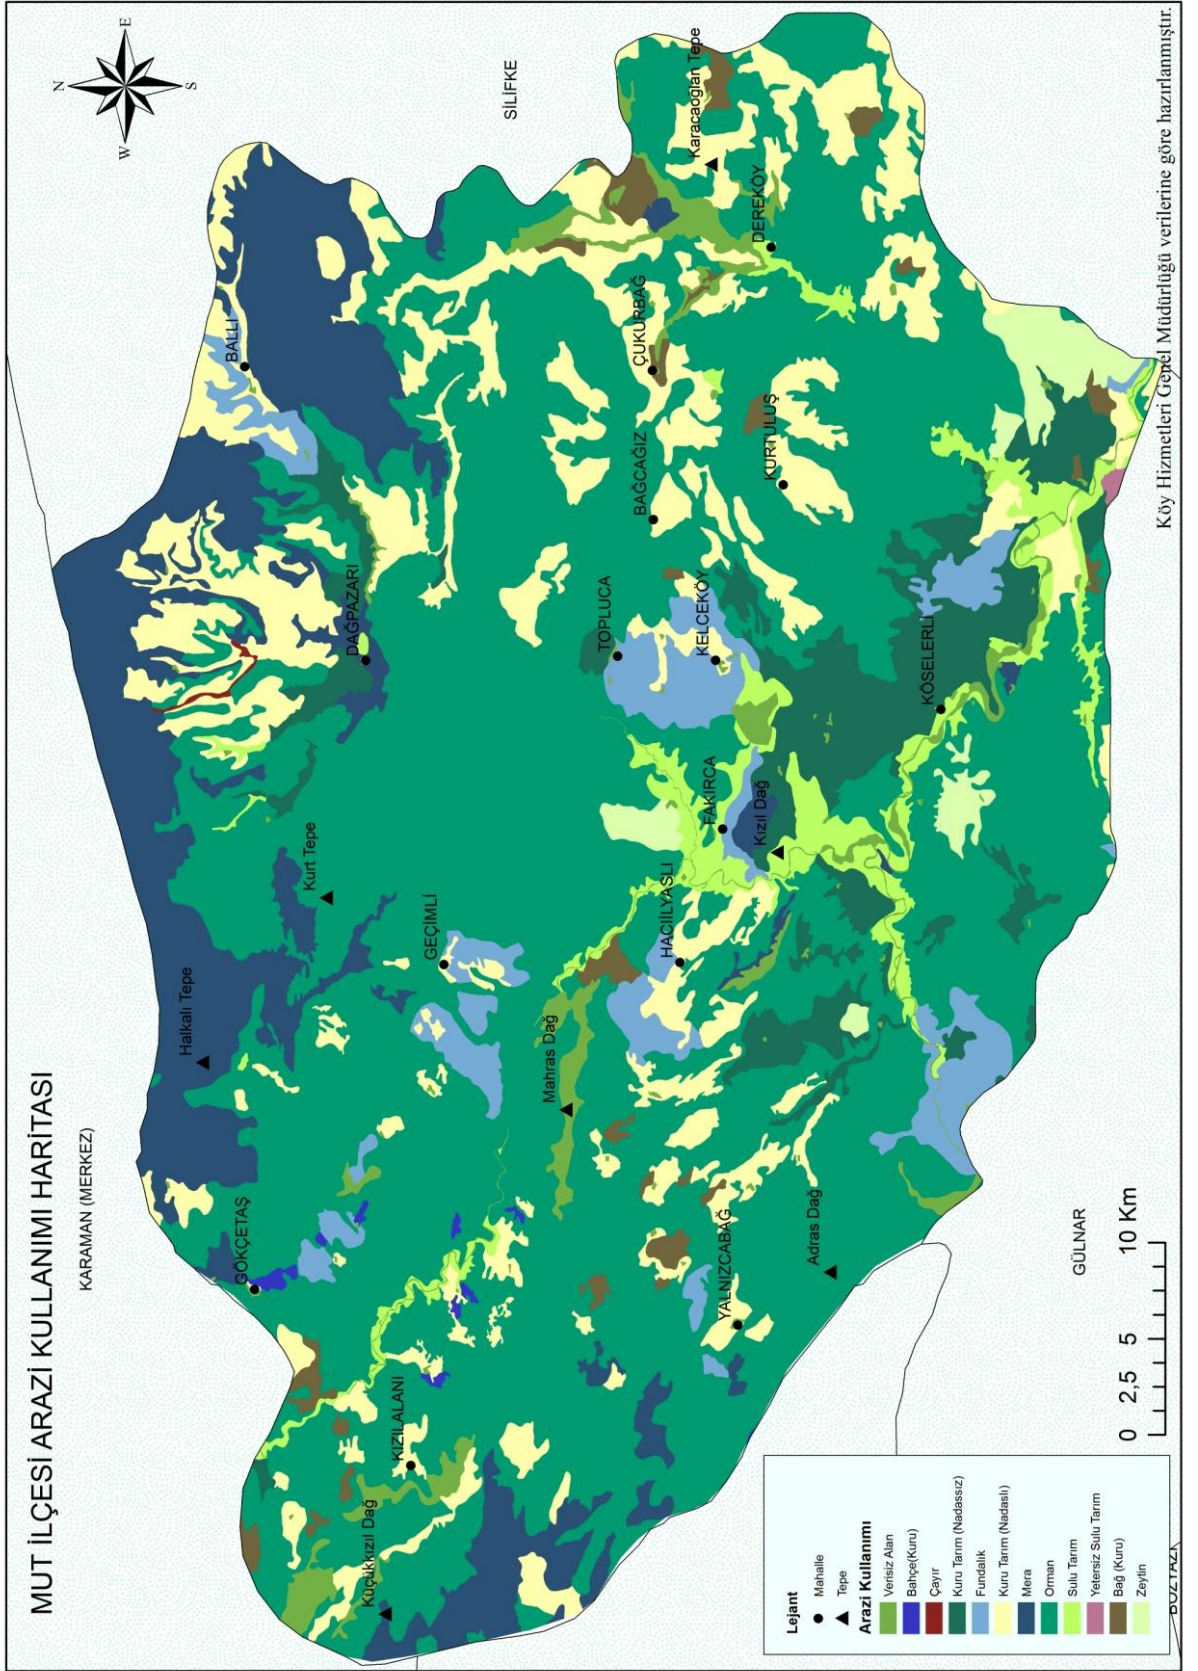 MUT İLÇESİ ARAZİ KULLANIMI HARİTASI
KARAMAN (MERKEZ)
N
W
E
S
SİLİFKE
Halkalı Tepe
BALLI
GÖKÇETAŞ
Kurt Tepe
DAĞPAZARI
Küçükkızıl Dağ
KIZILALANI
GEÇİMLİ
Mahras Dağ
TOPLUCA
BAĞCAĞIZ
ÇUKURBAĞ
Karacaoğlan Tepe
HACIİLYASLI
FAKIRCA
KELCEKÖY
YALNIZCABAĞ
Kızıl Dağ
KURTULUŞ
DEREKÖY
Adras Dağ
KÖSELERLİ
GÜLNAR
0 2,5 5 10 Km
Lejant
Mahalle
Tepe
Arazi Kullanımı
Verisiz Alan
Bahçe(Kuru)
Çayır
Kuru Tarım (Nadassız)
Fundalık
Kuru Tarım (Nadaslı)
Mera
Orman
Sulu Tarım
Yetersiz Sulu Tarım
Bağ (Kuru)
Zeytin
BOZYAZI
Köy Hizmetleri Genel Müdürlüğü verilerine göre hazırlanmıştır.